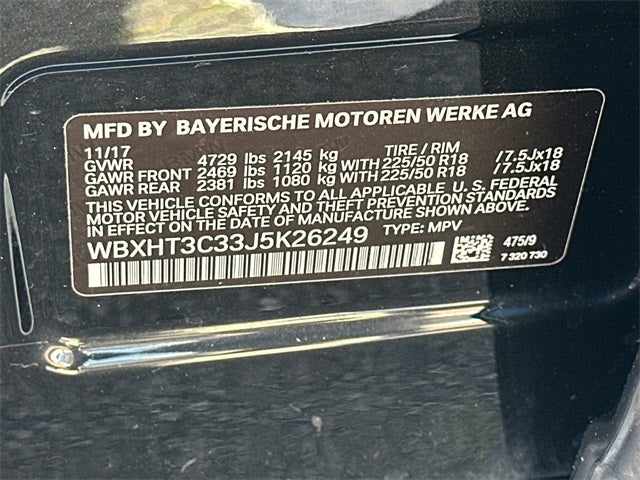 MFD BY BAYERISCHE MOTOREN WERKE AG
11/17 TIRE / RIM
GVWR 4729 lbs 2145 kg
GAWR FRONT 2469 lbs 1120 kg WITH 225/50 R18 /7.5Jx18
GAWR REAR 2381 lbs 1080 kg WITH 225/50 R18 /7.5Jx18
THIS VEHICLE CONFORMS TO ALL APPLICABLE U. S. FEDERAL
MOTOR VEHICLE SAFETY AND THEFT PREVENTION STANDARDS
IN EFFECT ON THE DATE OF MANUFACTURE SHOWN ABOVE.
WBXHT3C33J5K26249 TYPE: MPV
475/9
7 320 730